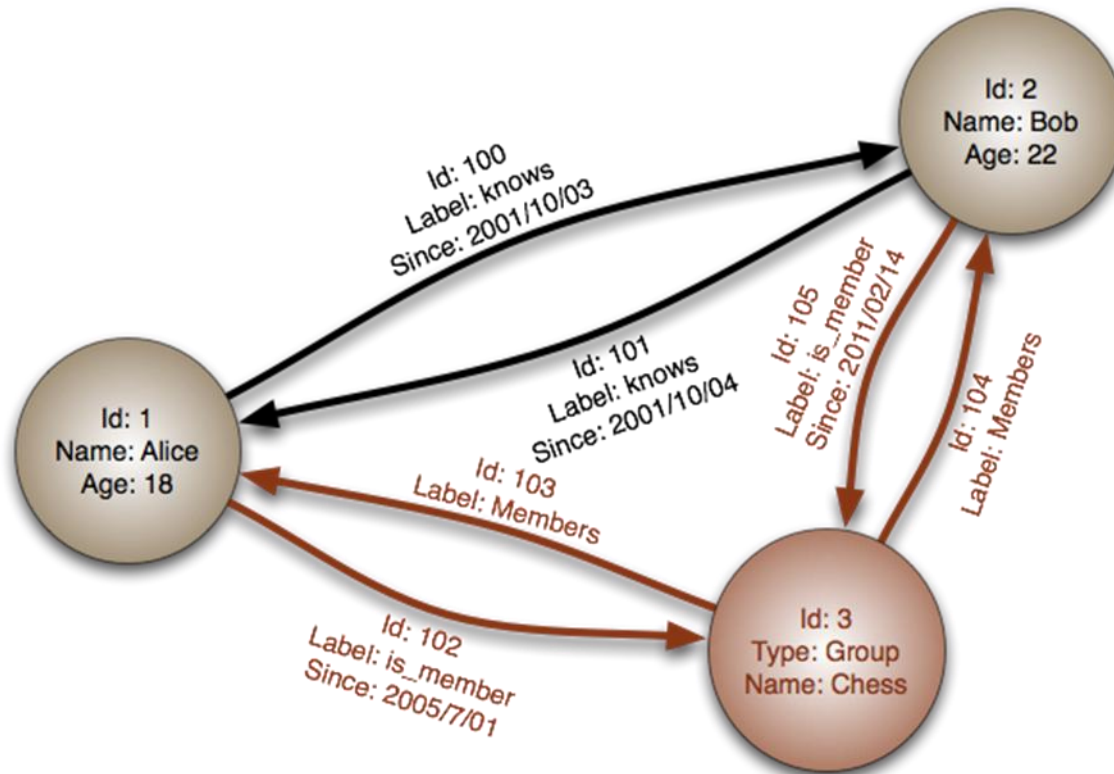 Id: 2
Name: Bob
Age: 22
Id: 100
Label: knows
Since: 2001/10/03
Id: 101
Label: knows
Since: 2001/10/04
Id: 105
Label: is_member
Since: 2011/02/14
Id: 104
Label: Members
Id: 1
Name: Alice
Age: 18
Id: 103
Label: Members
Id: 102
Label: is_member
Since: 2005/7/01
Id: 3
Type: Group
Name: Chess